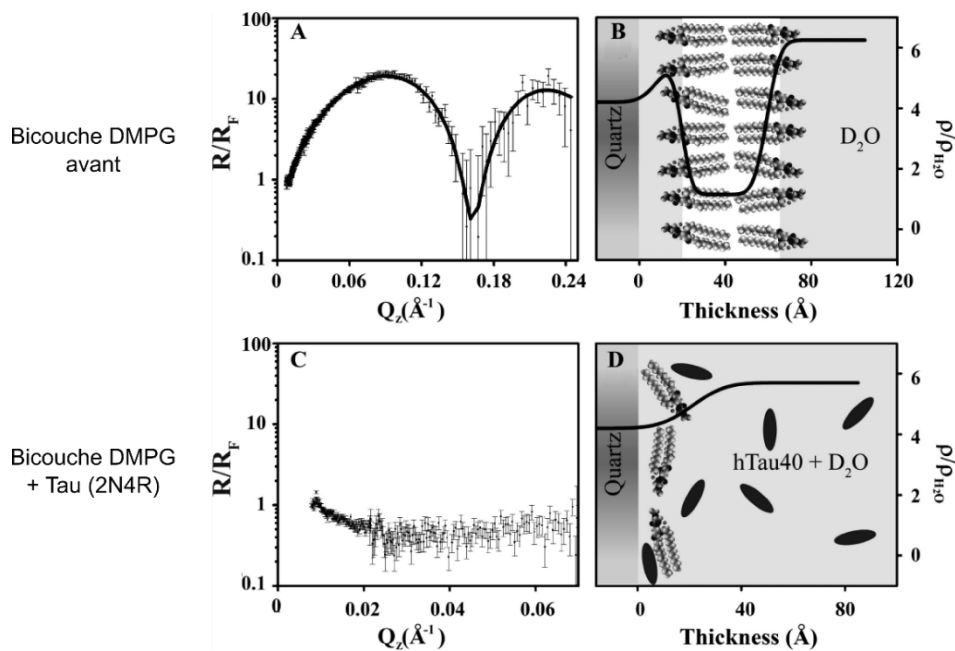 Bicouche DMPG
avant
A
R/R_F
100
10
1
0.1
0
0.06
0.12
0.18
0.24
Q_z(Å⁻¹)
B
Quartz
D₂O
6
4
2
0
ρ/ρ_H₂O
0
40
80
120
Thickness (Å)
Bicouche DMPG
+ Tau (2N4R)
C
R/R_F
100
10
1
0.1
0
0.02
0.04
0.06
Q_z(Å⁻¹)
D
Quartz
hTau40 + D₂O
6
4
2
0
ρ/ρ_H₂O
0
40
80
Thickness (Å)